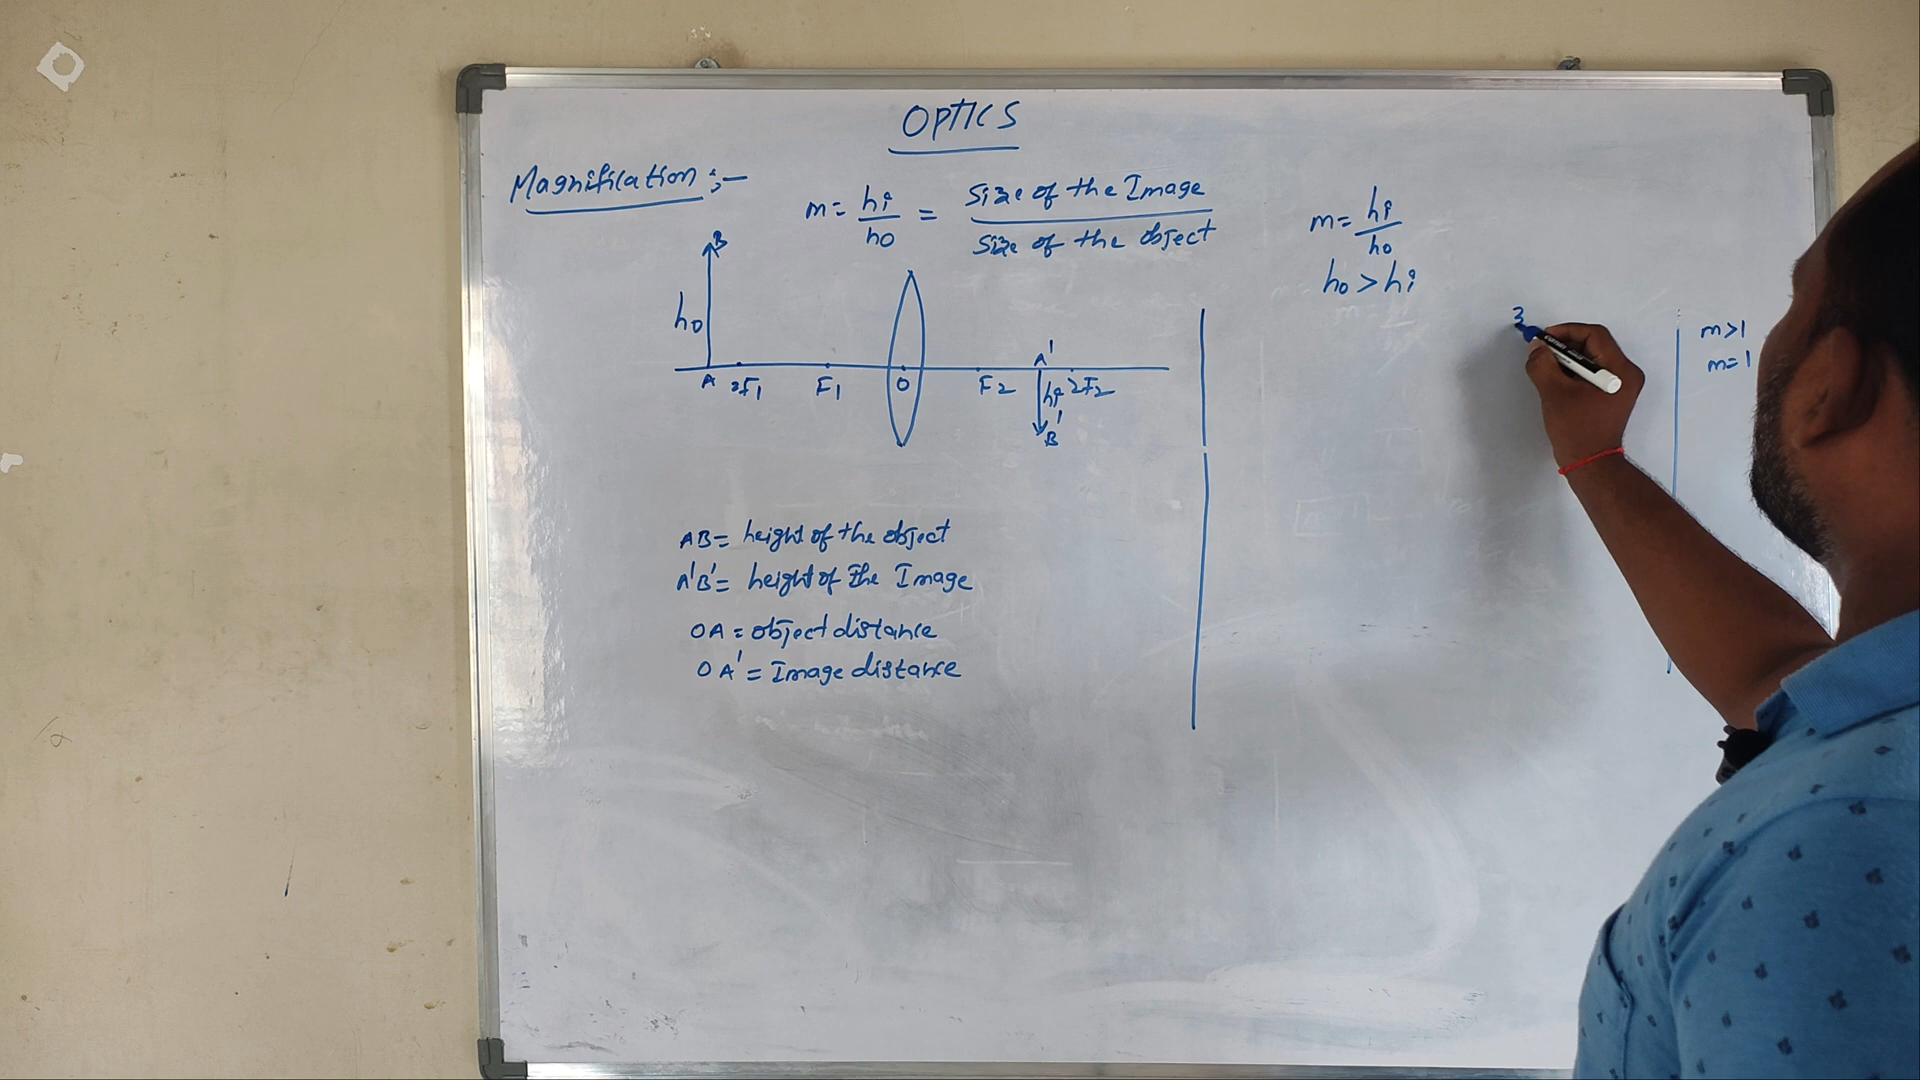 OPTICS
Magnification :-
m = hi/ho = Size of the Image / Size of the object
B
ho
A 2F1 F1 O F2 A' hi 2F2
B'
AB = height of the object
A'B' = height of the Image
OA = object distance
OA' = Image distance
m = hi/ho
ho > hi
3
m>1
m=1